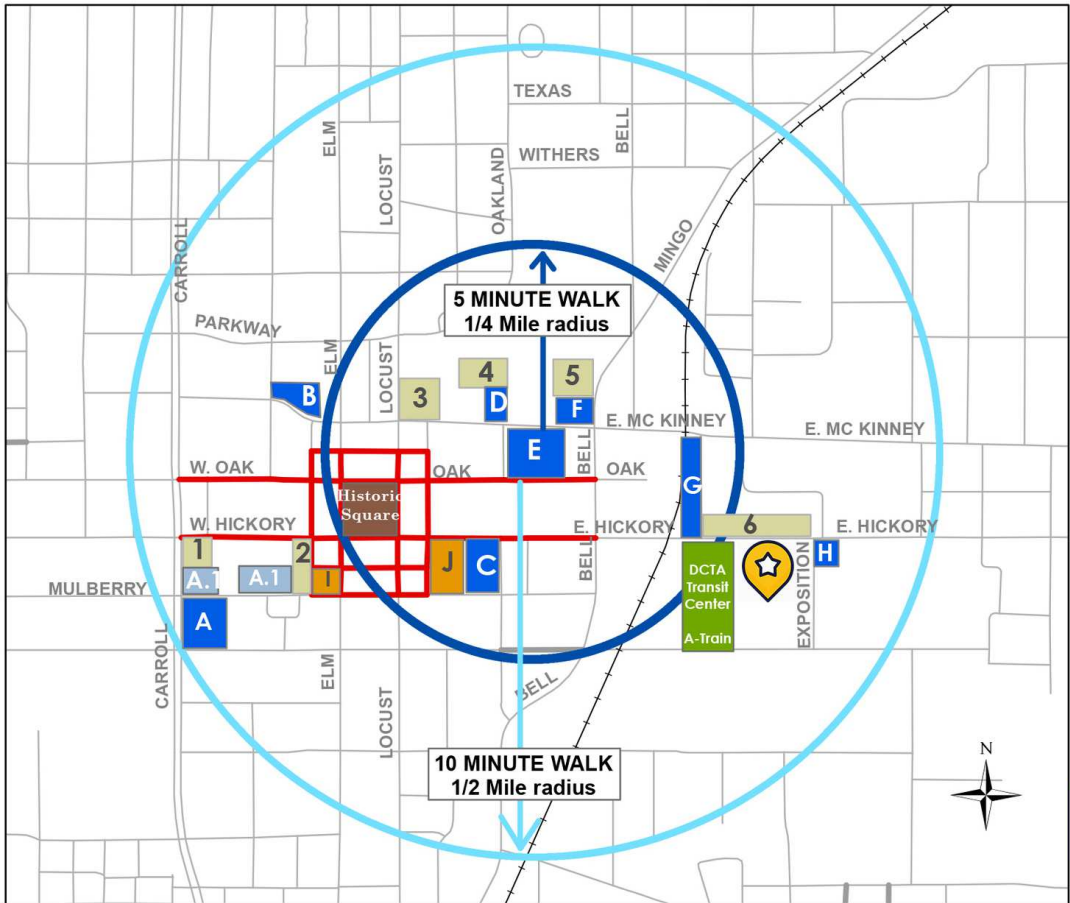 TEXAS
ELM
BELL
WITHERS
LOCUST
OAKLAND
CARROLL
MINGO
5 MINUTE WALK
1/4 Mile radius
PARKWAY
ELM
LOCUST
4
5
B
3
D
F
E. MC KINNEY
E. MC KINNEY
E
BELL
W. OAK
OAK
OAK
G
Historic
Square
W. HICKORY
E. HICKORY
6
E. HICKORY
1
2
J
C
H
A.1
A.1
I
BELL
DCTA
Transit
Center
A-Train
EXPOSITION
MULBERRY
A
CARROLL
ELM
BELL
LOCUST
10 MINUTE WALK
1/2 Mile radius
N